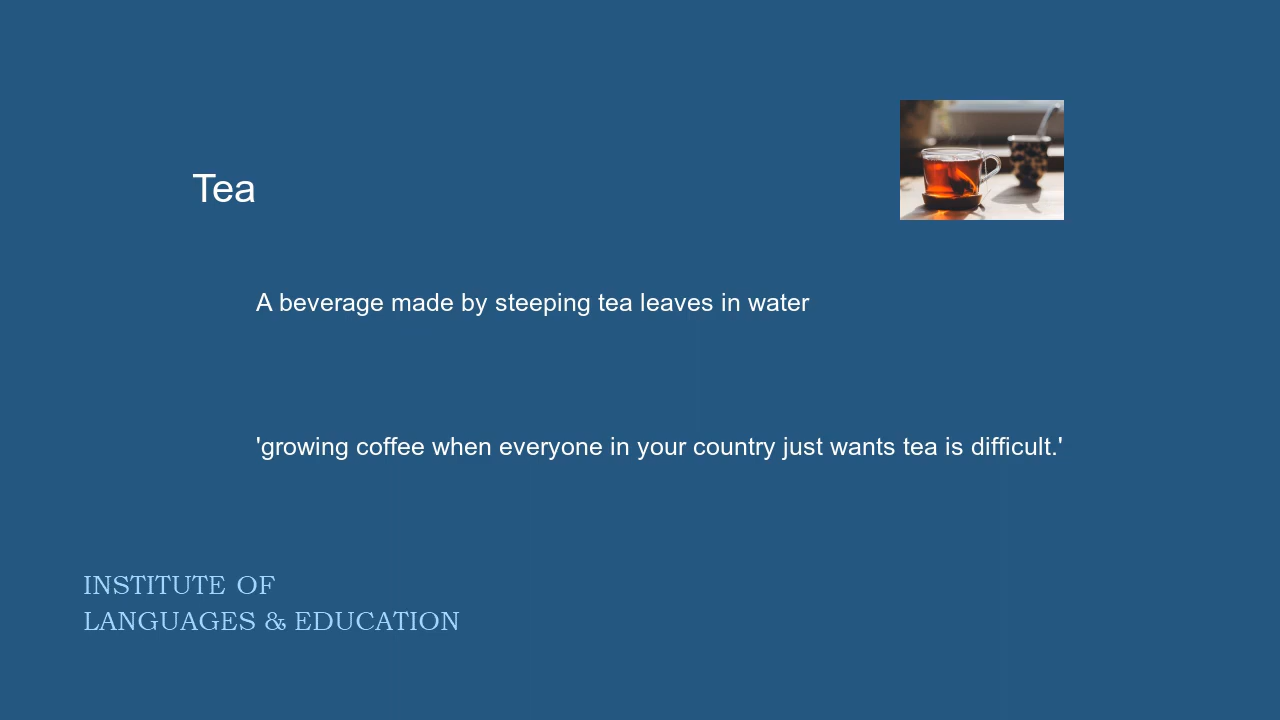 Tea
A beverage made by steeping tea leaves in water
'growing coffee when everyone in your country just wants tea is difficult.'
INSTITUTE OF
LANGUAGES & EDUCATION